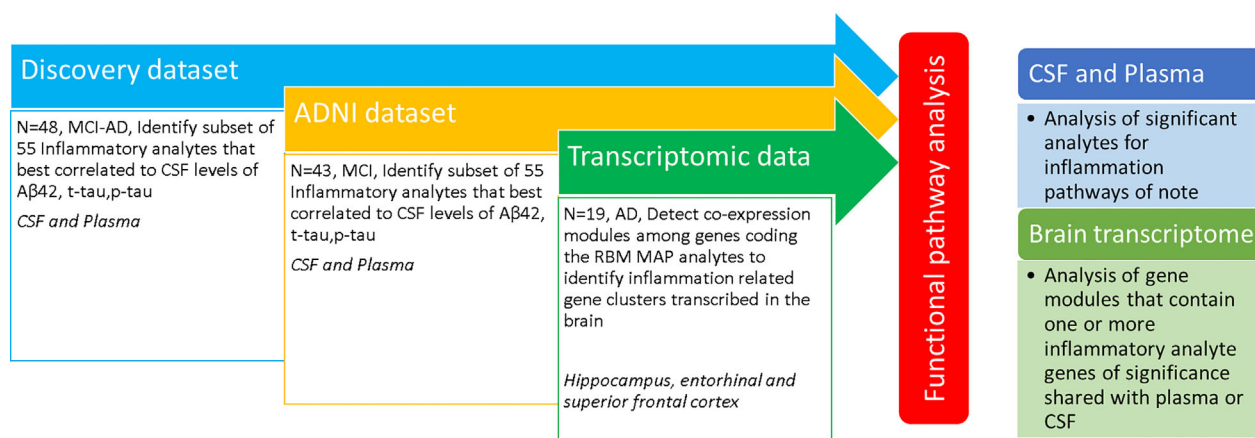 Discovery dataset
N=48, MCI-AD, Identify subset of
55 Inflammatory analytes that
best correlated to CSF levels of
Aβ42, t-tau,p-tau
CSF and Plasma
ADNI dataset
N=43, MCI, Identify subset of 55
Inflammatory analytes that best
correlated to CSF levels of Aβ42,
t-tau,p-tau
CSF and Plasma
Transcriptomic data
N=19, AD, Detect co-expression
modules among genes coding
the RBM MAP analytes to
identify inflammation related
gene clusters transcribed in the
brain
Hippocampus, entorhinal and
superior frontal cortex
Functional pathway analysis
CSF and Plasma
• Analysis of significant
analytes for
inflammation
pathways of note
Brain transcriptome
• Analysis of gene
modules that contain
one or more
inflammatory analyte
genes of significance
shared with plasma or
CSF